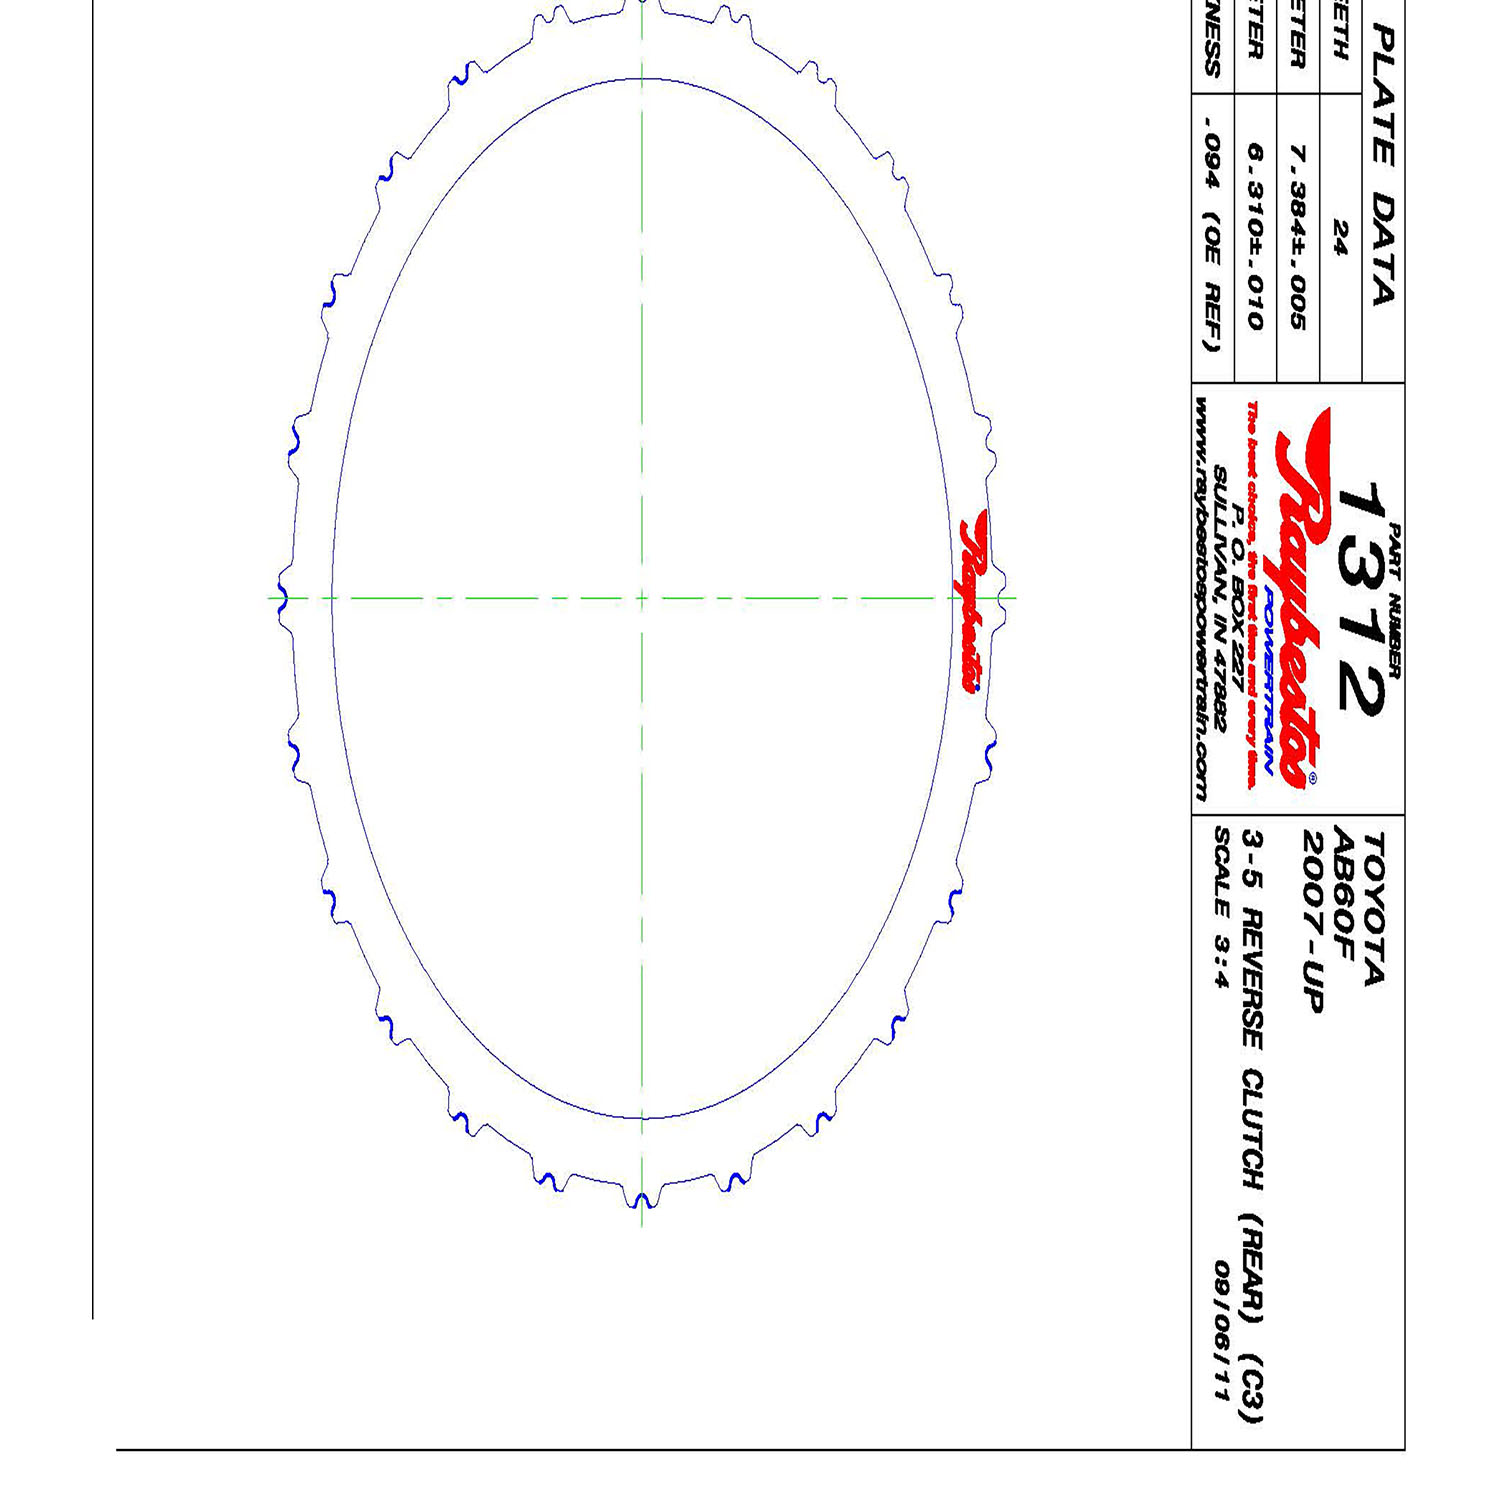 PLATE DATA
EETH 24
ETER 7.384±.005
ETER 6.310±.010
NESS .094 (OE REF)
PART NUMBER
1312
Raybestos®
POWERTRAIN
The best choice, the first time and every time.
P. O. BOX 227
SULLIVAN, IN 47882
www.raybestospowertrain.com
TOYOTA
AB60F
2007-UP
3-5 REVERSE CLUTCH (REAR) (C3)
SCALE 3:4 09/06/11
Raybestos